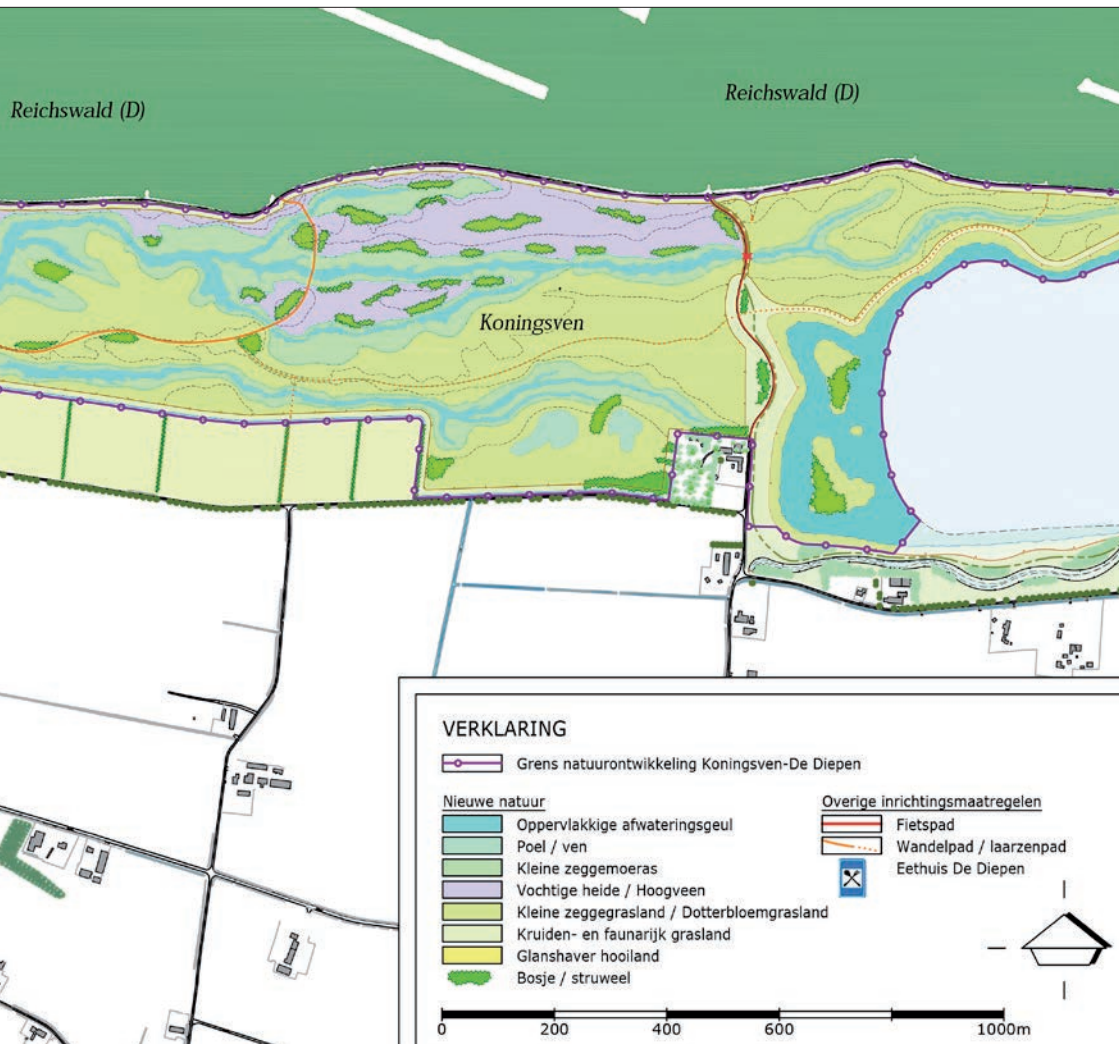 Reichswald (D)
Reichswald (D)
Koningsven
VERKLARING
Grens natuurontwikkeling Koningsven-De Diepen
Nieuwe natuur
Oppervlakkige afwateringsgeul
Poel / ven
Kleine zeggemoeras
Vochtige heide / Hoogveen
Kleine zeggegrasland / Dotterbloemgrasland
Kruiden- en faunarijk grasland
Glanshaver hooiland
Bosje / struweel
Overige inrichtingsmaatregelen
Fietspad
Wandelpad / laarzenpad
Eethuis De Diepen
0 200 400 600 1000m